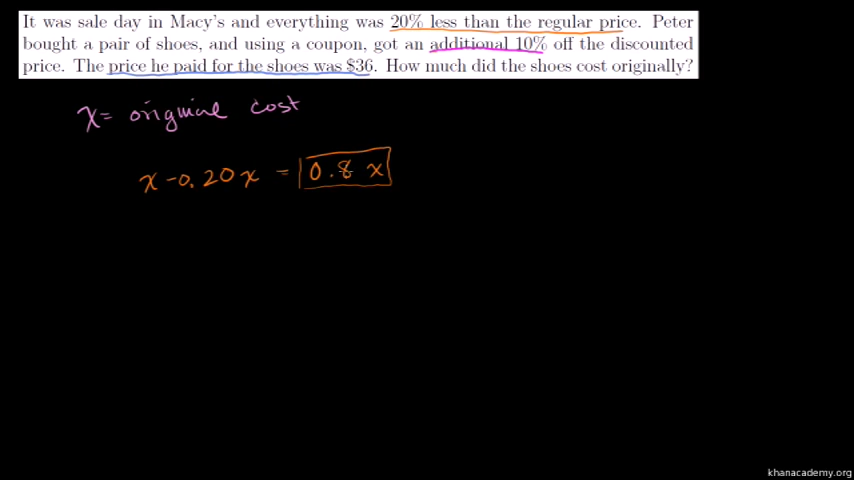 It was sale day in Macy's and everything was 20% less than the regular price. Peter
bought a pair of shoes, and using a coupon, got an additional 10% off the discounted
price. The price he paid for the shoes was $36. How much did the shoes cost originally?
x= original cost
x - 0.20x = 0.8 x
khanacademy.org